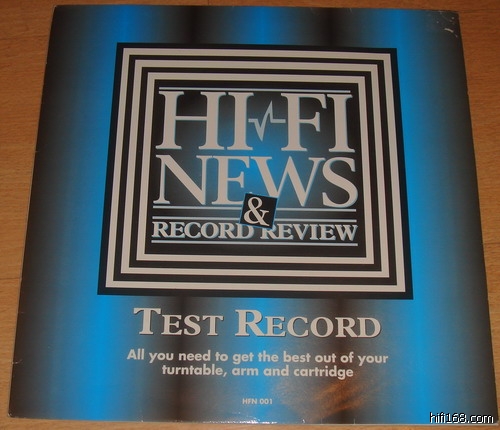 HI-FI
NEWS
&
RECORD REVIEW
TEST RECORD
All you need to get the best out of your
turntable, arm and cartridge
HFN 001
hifi168.com